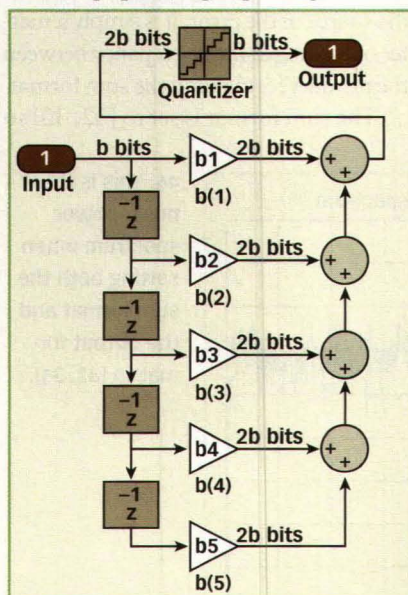 2b bits
b bits
1
Quantizer
Output
1
b bits
b1
2b bits
+
+
Input
b(1)
−1
z
b2
2b bits
+
+
b(2)
−1
z
b3
2b bits
+
+
b(3)
−1
z
b4
2b bits
+
+
b(4)
−1
z
b5
2b bits
b(5)